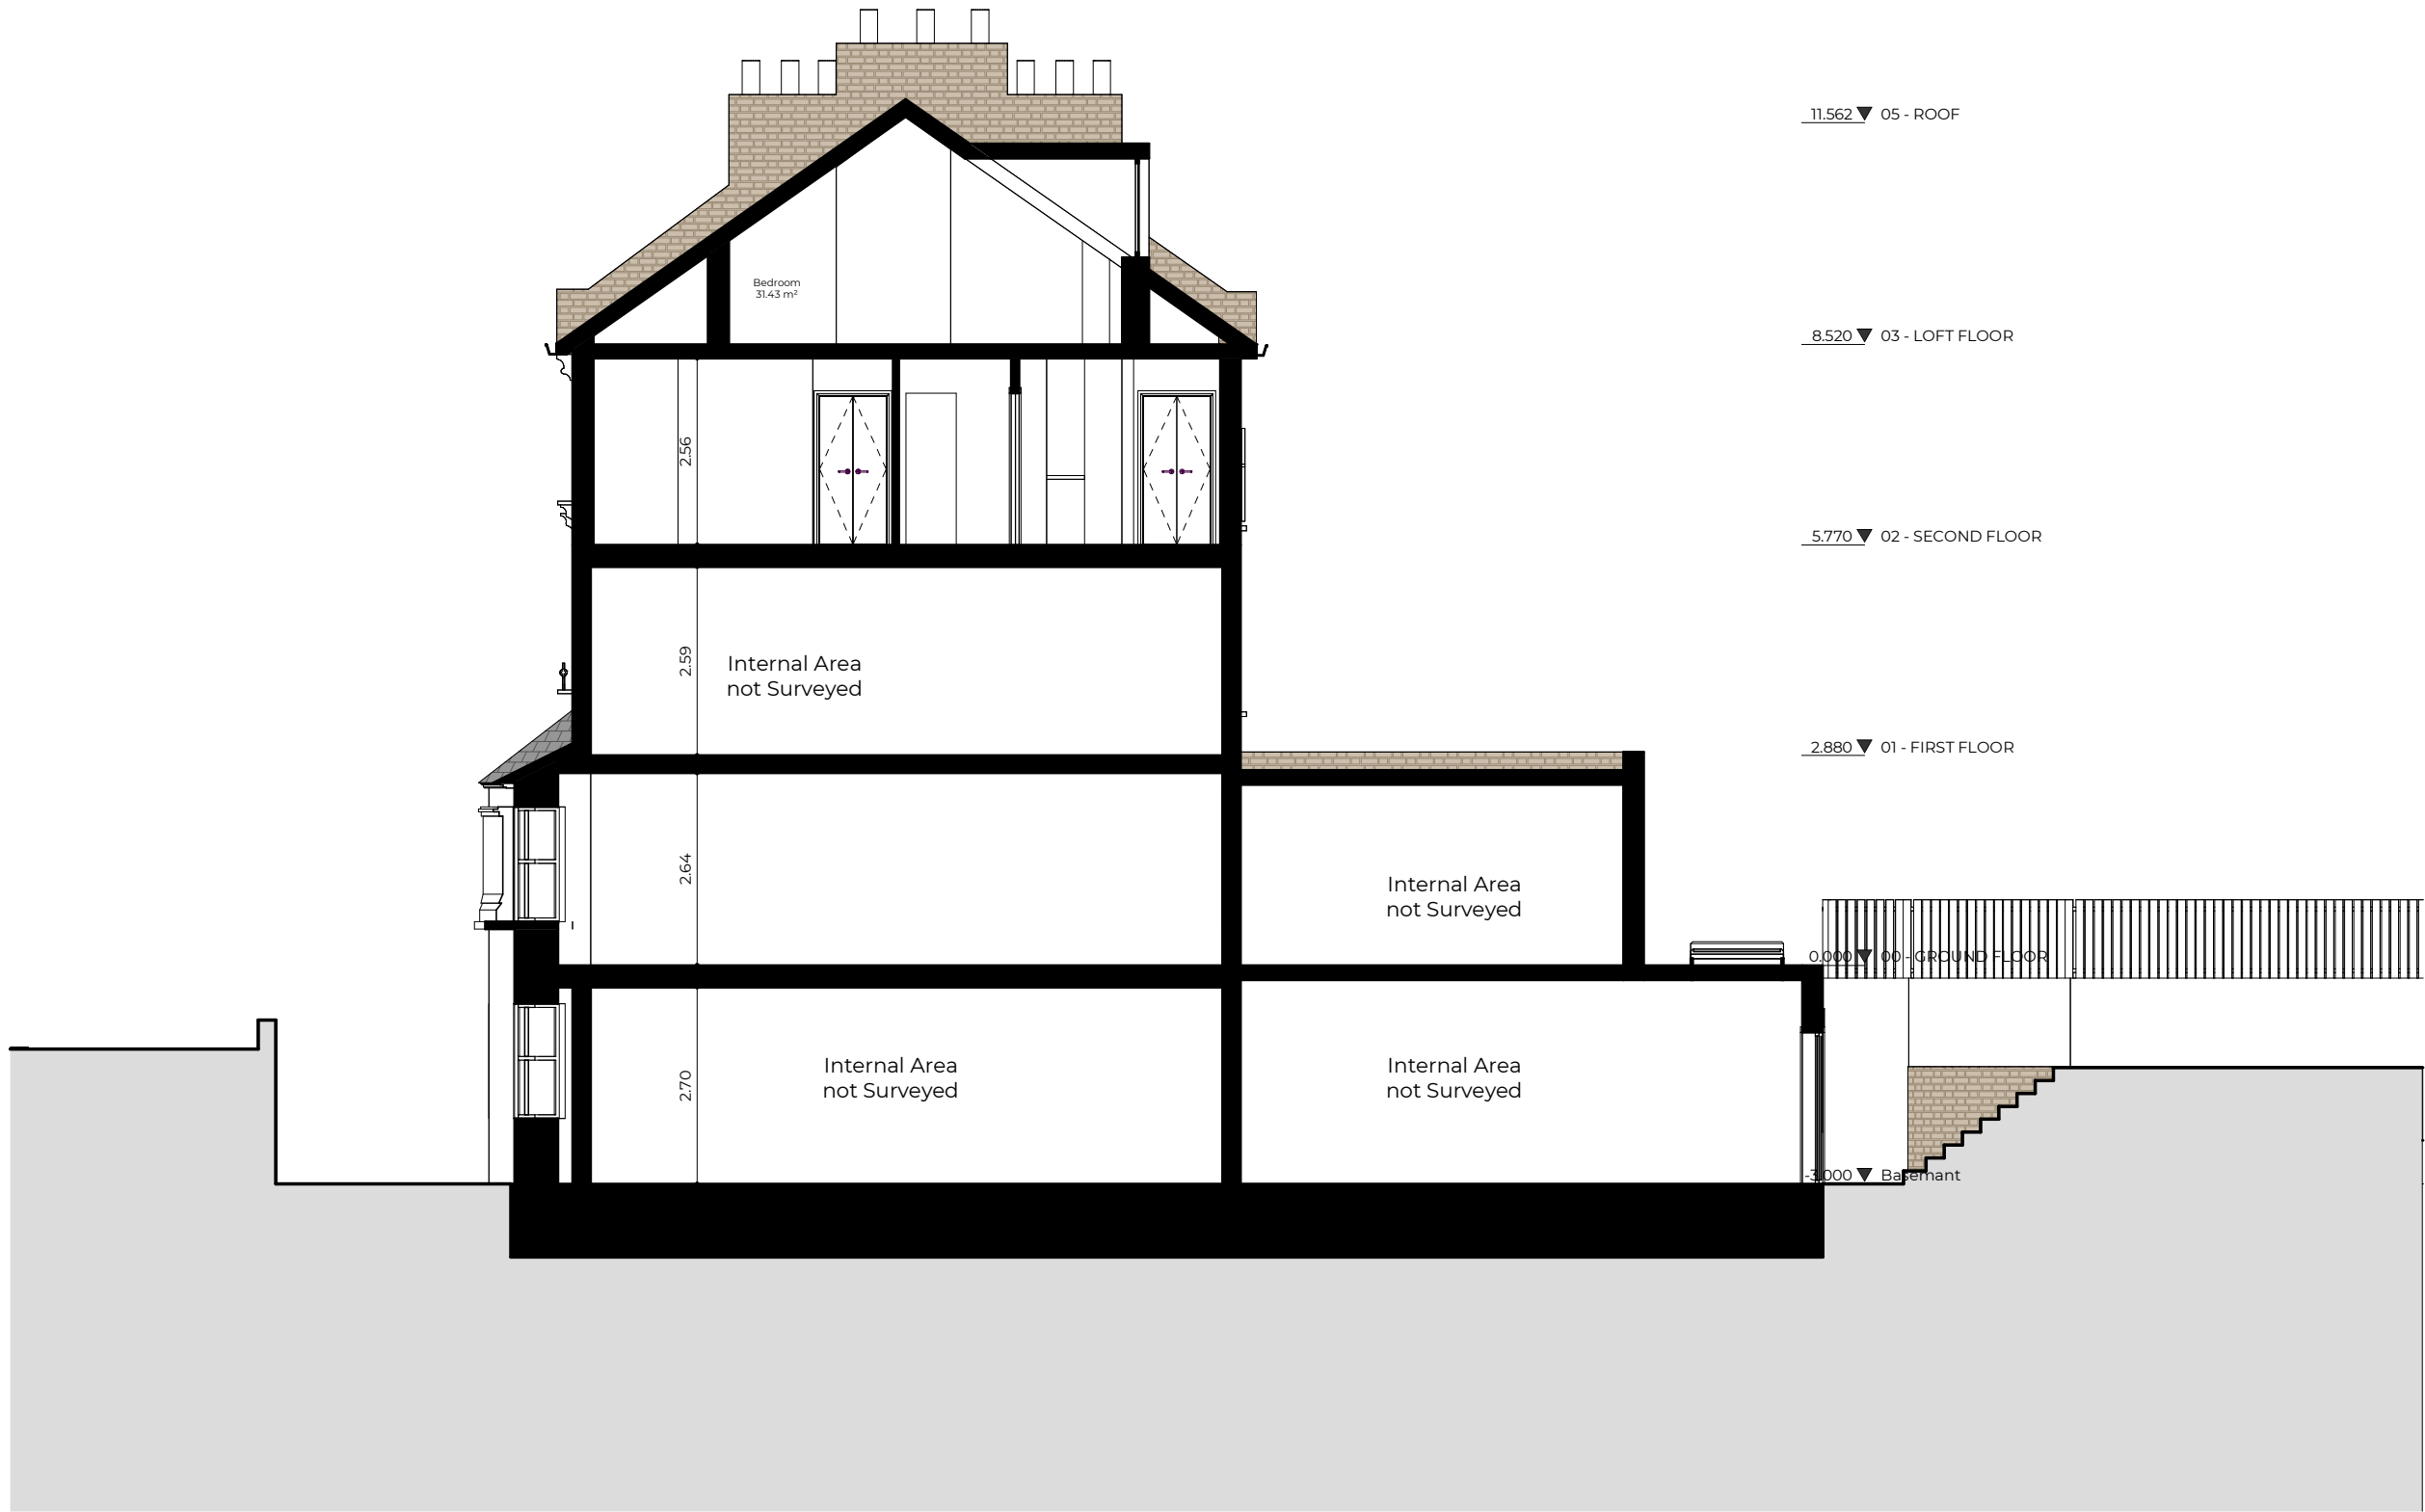 11.562 05 - ROOF
Bedroom
31.43 m²
8.520 03 - LOFT FLOOR
2.56
5.770 02 - SECOND FLOOR
2.59
Internal Area
not Surveyed
2.880 01 - FIRST FLOOR
2.64
Internal Area
not Surveyed
0.000 00 - GROUND FLOOR
2.70
Internal Area
not Surveyed
Internal Area
not Surveyed
-3.000 Basemant